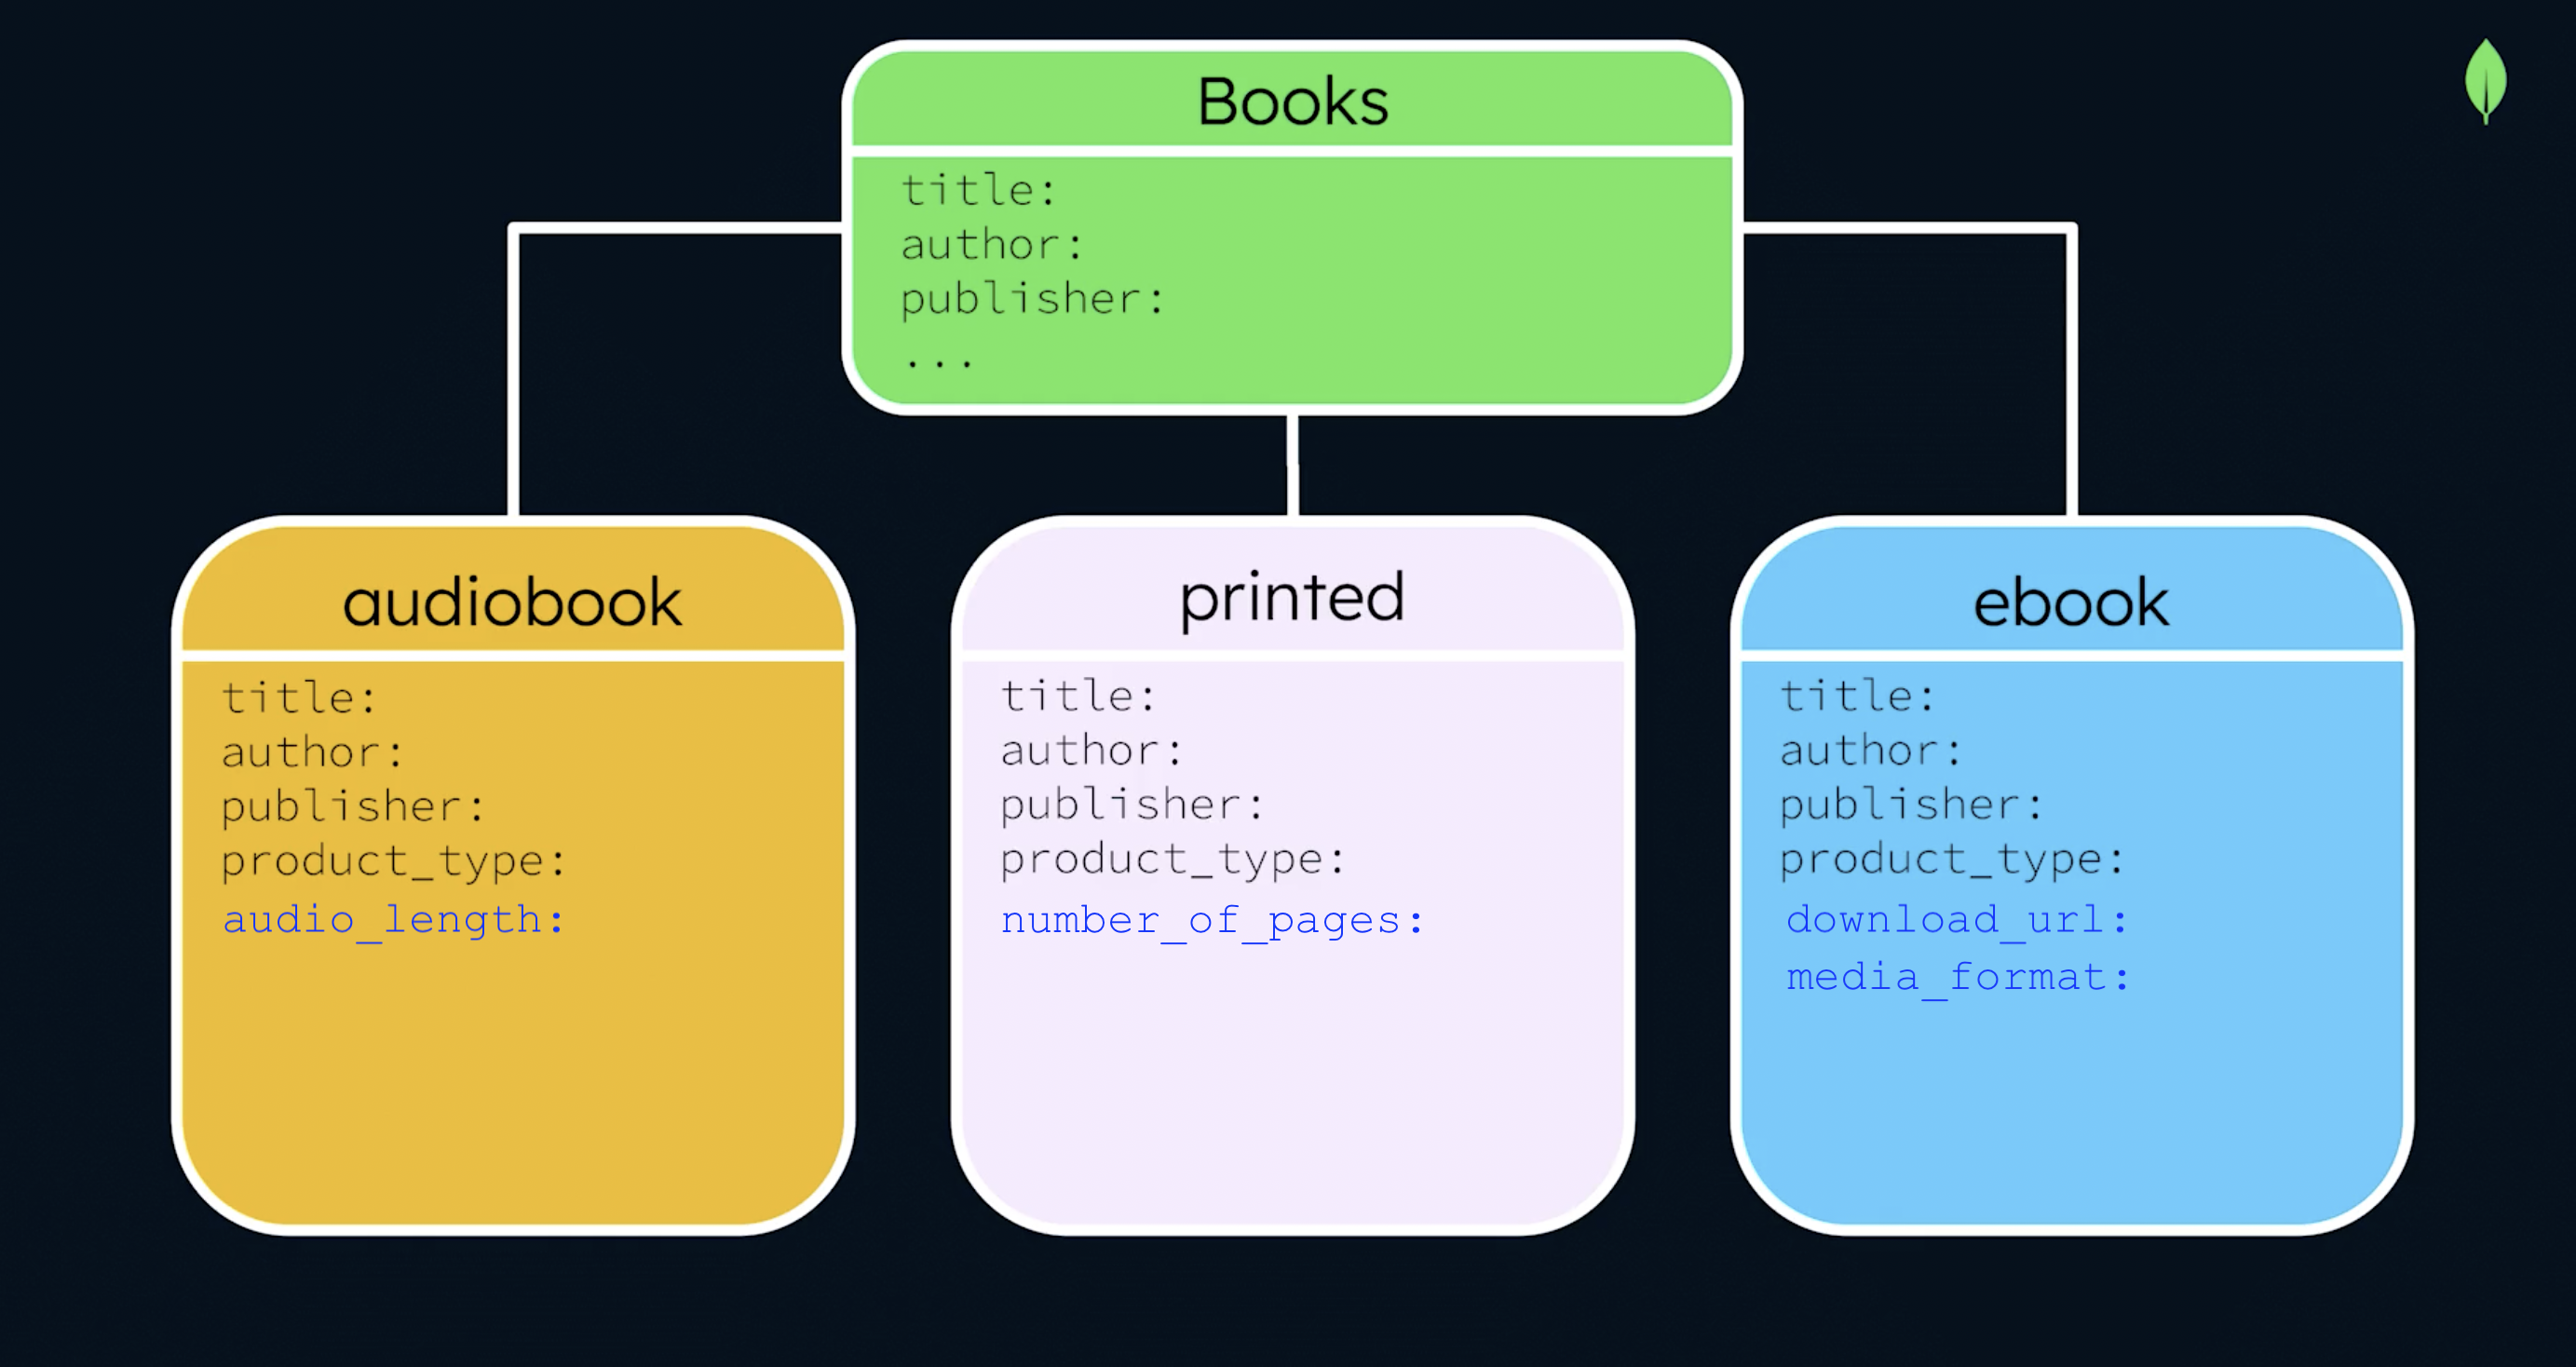 Books
title:
author:
publisher:
...
audiobook
title:
author:
publisher:
product_type:
audio_length:
printed
title:
author:
publisher:
product_type:
number_of_pages:
ebook
title:
author:
publisher:
product_type:
download_url:
media_format: